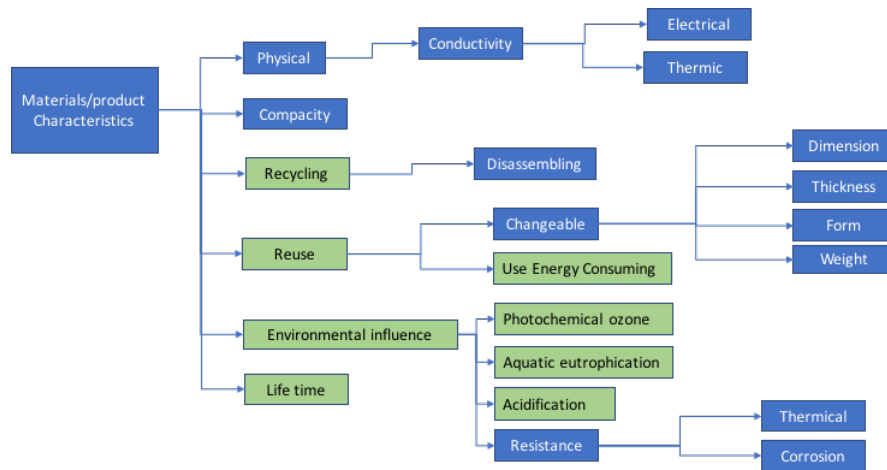 Electrical
Physical
Conductivity
Thermic
Materials/product
Characteristics
Compacity
Dimension
Recycling
Disassembling
Thickness
Changeable
Form
Reuse
Weight
Use Energy Consuming
Photochemical ozone
Environmental influence
Aquatic eutrophication
Life time
Acidification
Thermical
Resistance
Corrosion